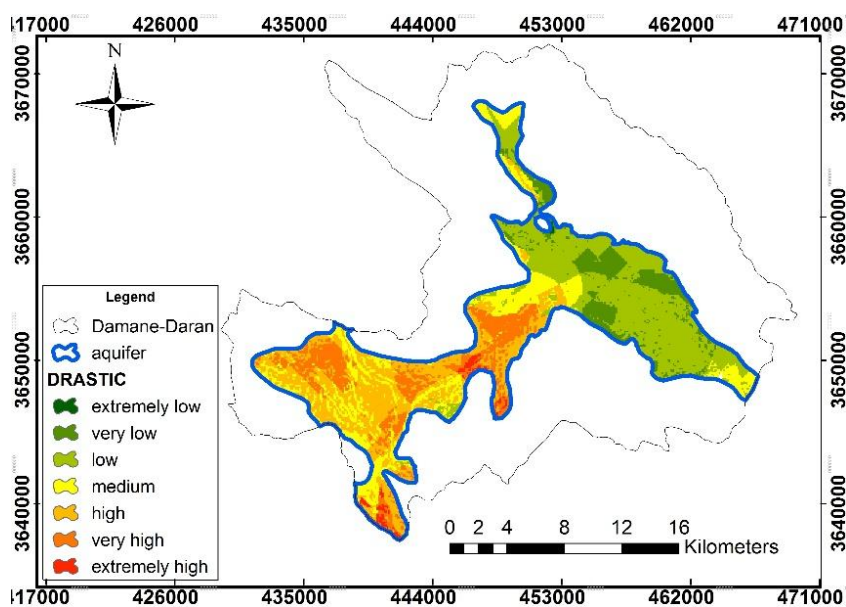 417000 426000 435000 444000 453000 462000 471000
N
3670000 3670000
3660000 3660000
3650000 3650000
3640000 3640000
Legend
Damane-Daran
aquifer
DRASTIC
extremely low
very low
low
medium
high
very high
extremely high
0 2 4 8 12 16
Kilometers
417000 426000 435000 444000 453000 462000 471000